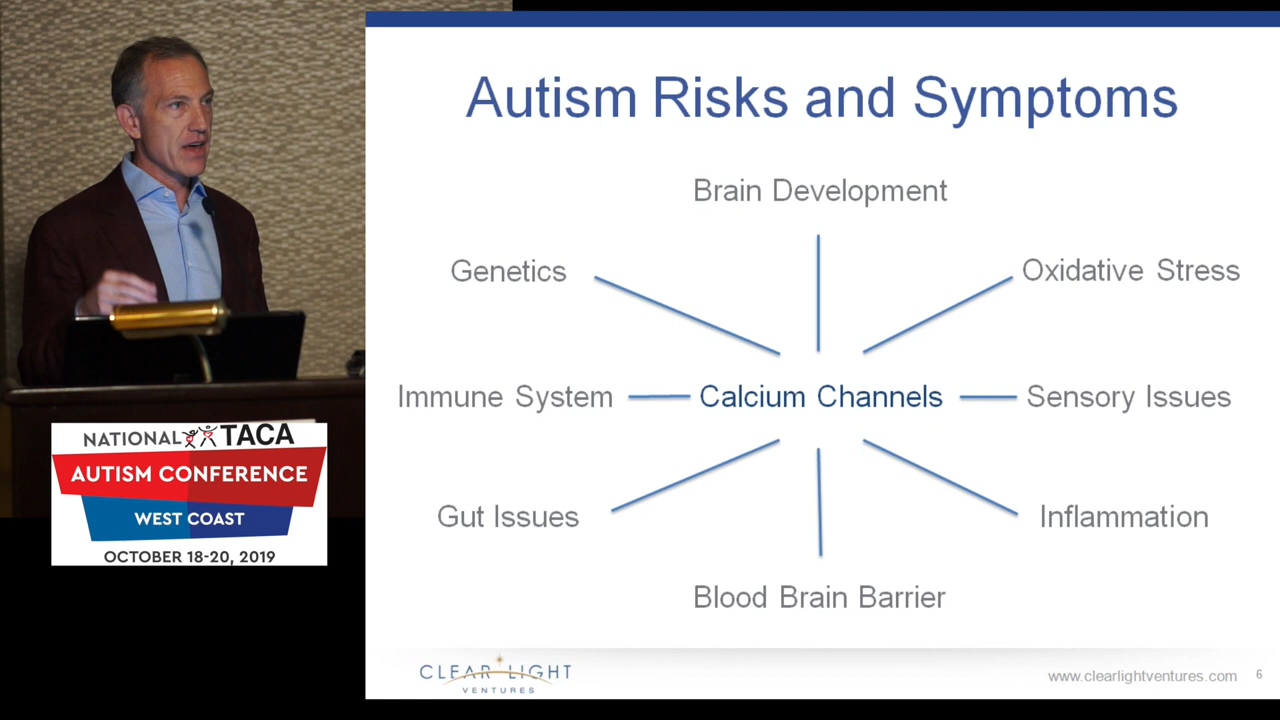 Autism Risks and Symptoms
Brain Development
Genetics
Oxidative Stress
Immune System
Calcium Channels
Sensory Issues
Gut Issues
Inflammation
Blood Brain Barrier
CLEAR LIGHT
VENTURES
www.clearlightventures.com 6
NATIONAL TACA
AUTISM CONFERENCE
WEST COAST
OCTOBER 18-20, 2019